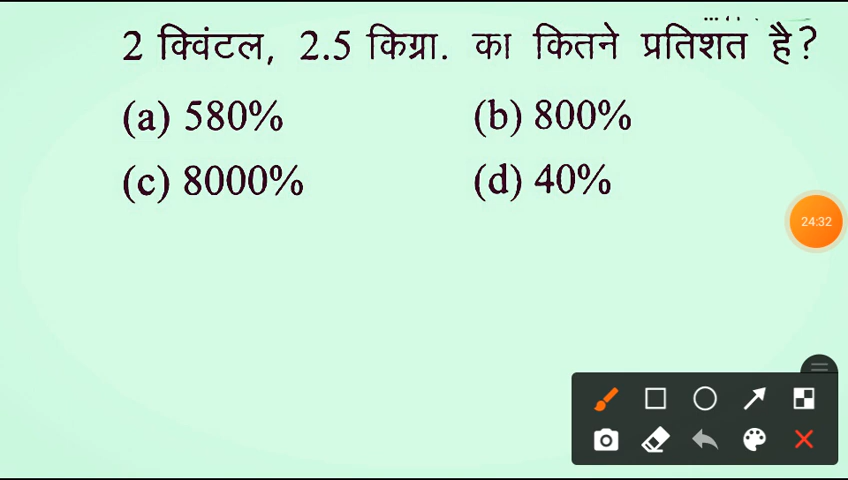 2 क्विंटल, 2.5 किग्रा. का कितने प्रतिशत है?
(a) 580% (b) 800%
(c) 8000% (d) 40%
24:32